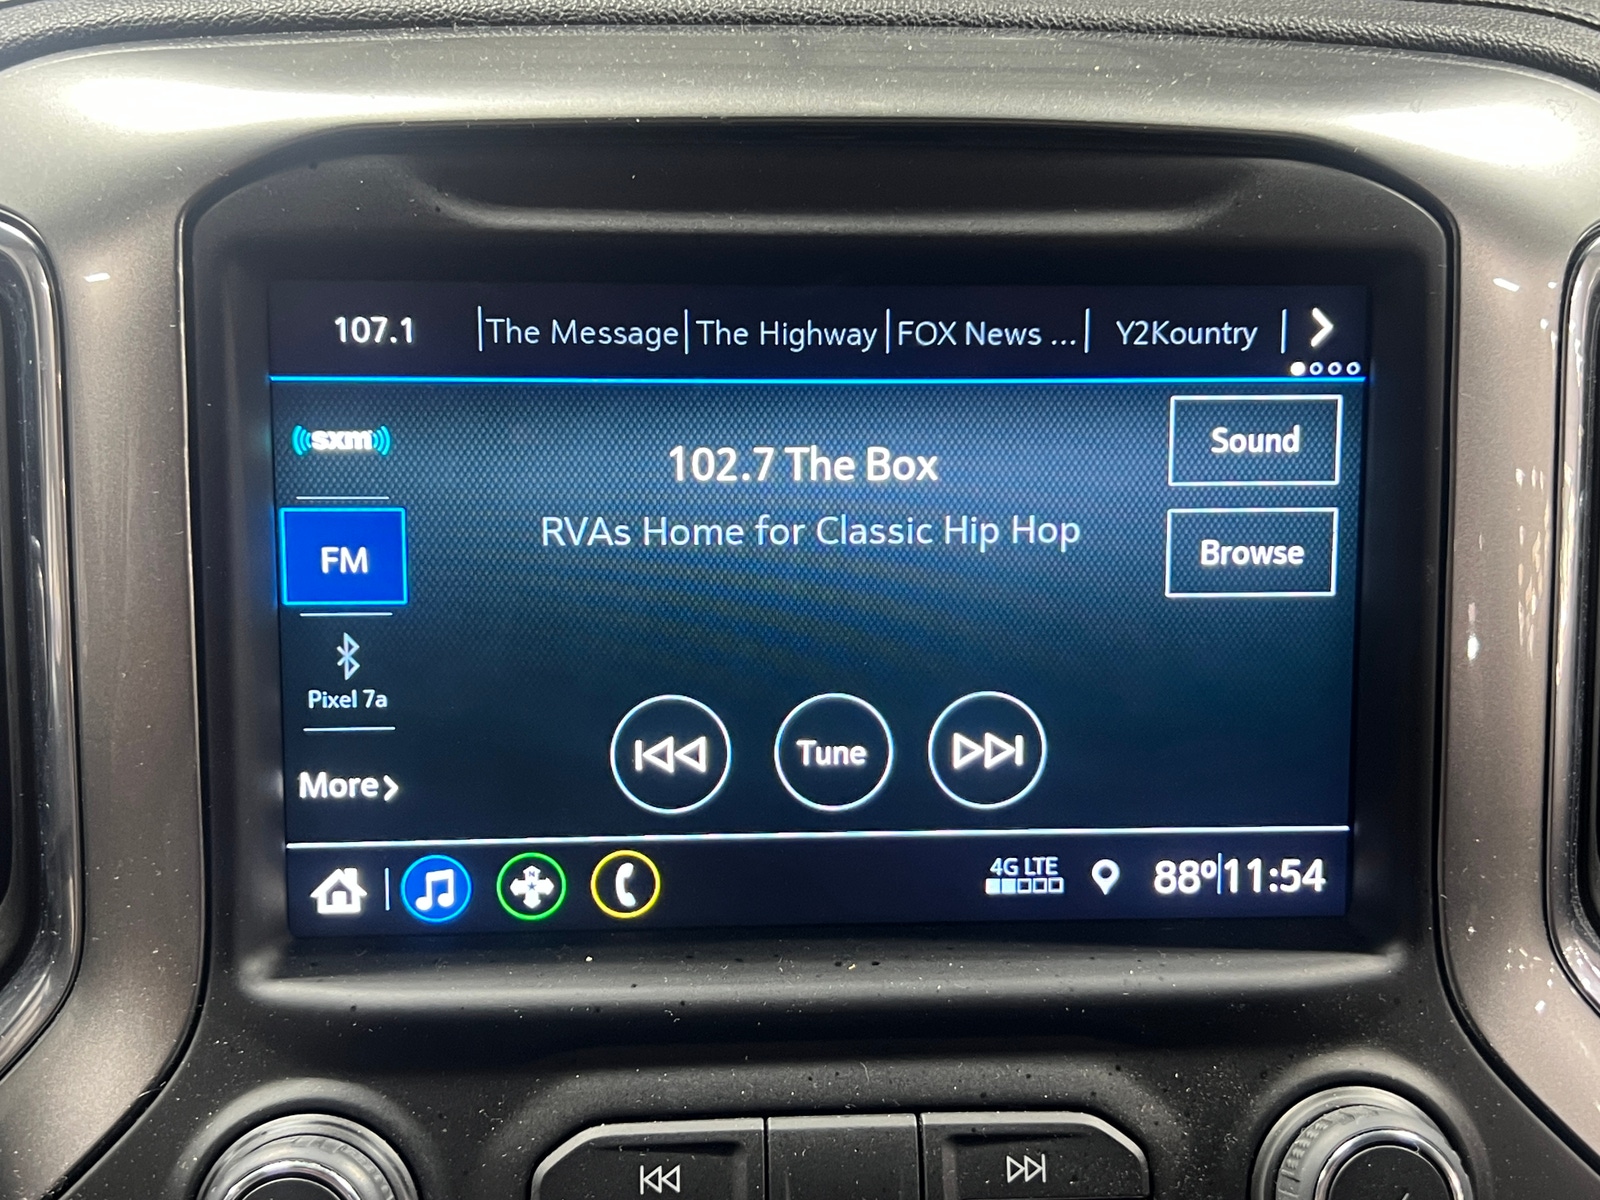 107.1 The Message The Highway FOX News ... Y2Kountry
sxm
102.7 The Box
Sound
RVAs Home for Classic Hip Hop
FM
Browse
Pixel 7a
Tune
More
N
4G LTE
88° 11:54